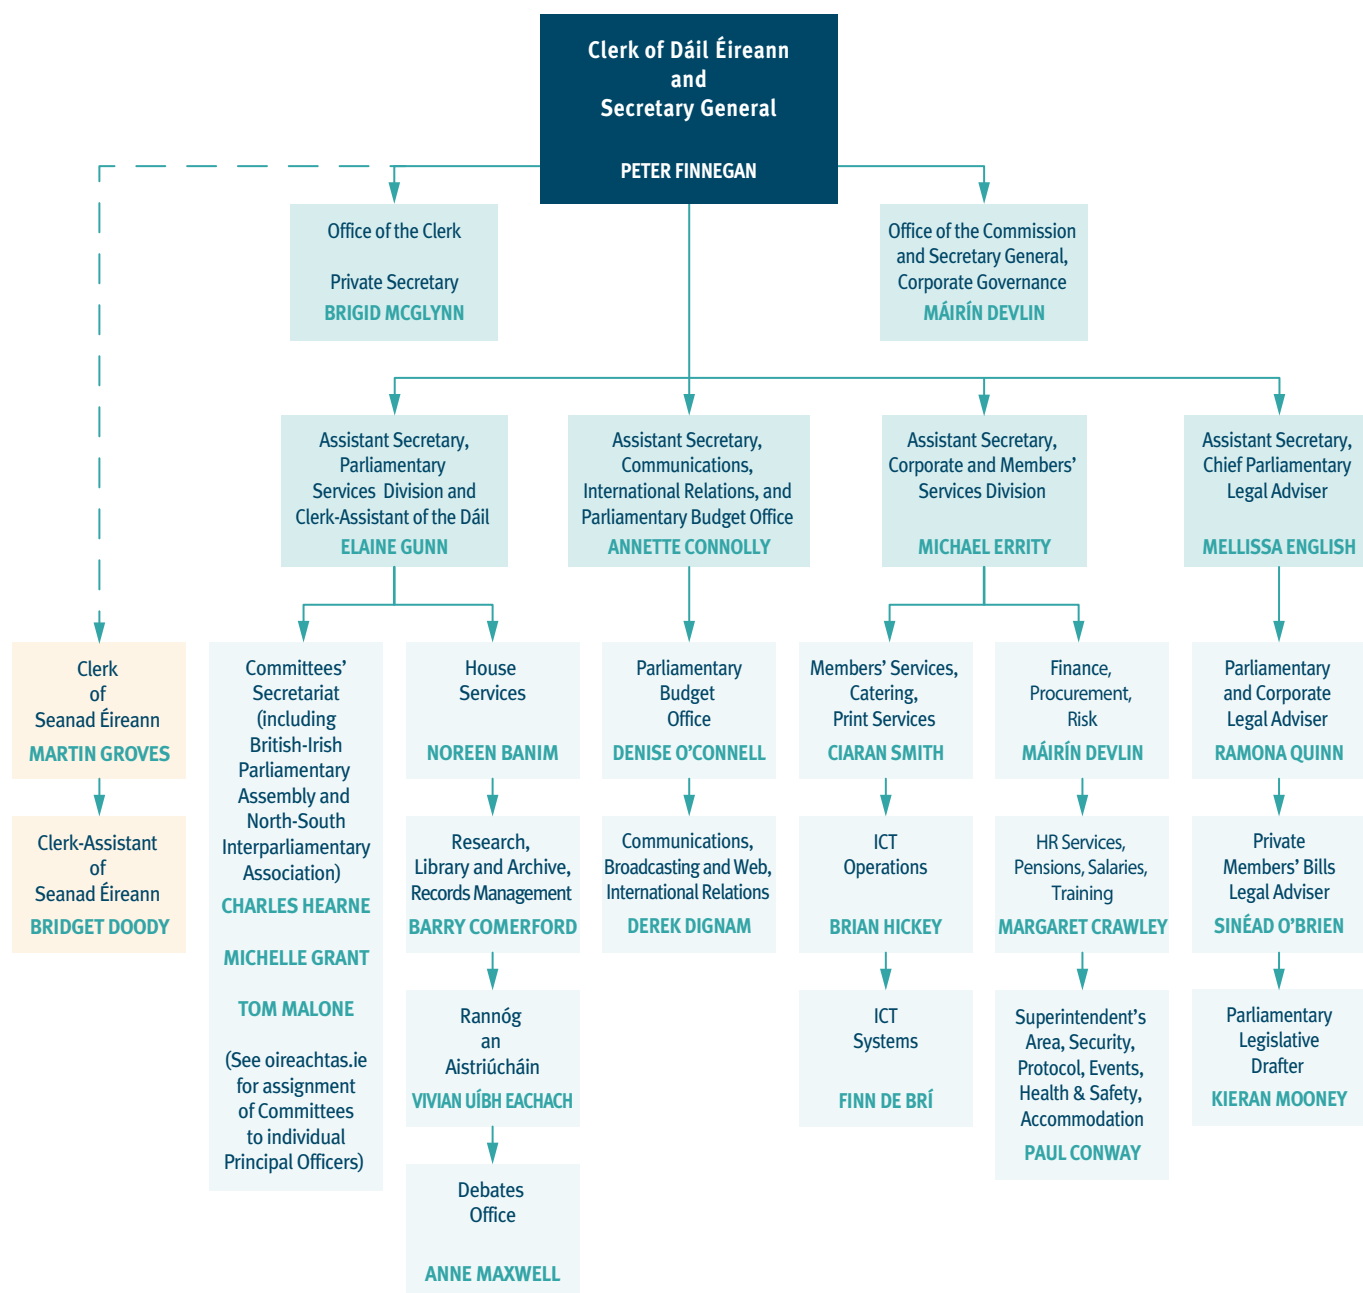 Clerk of Dáil Éireann
and
Secretary General
PETER FINNEGAN
Office of the Clerk
Private Secretary
BRIGID MCGLYNN
Office of the Commission
and Secretary General,
Corporate Governance
MÁIRÍN DEVLIN
Assistant Secretary,
Parliamentary
Services Division and
Clerk-Assistant of the Dáil
ELAINE GUNN
Assistant Secretary,
Communications,
International Relations, and
Parliamentary Budget Office
ANNETTE CONNOLLY
Assistant Secretary,
Corporate and Members’
Services Division
MICHAEL ERRITY
Assistant Secretary,
Chief Parliamentary
Legal Adviser
MELLISSA ENGLISH
Clerk
of
Seanad Éireann
MARTIN GROVES
Clerk-Assistant
of
Seanad Éireann
BRIDGET DOODY
Committees’
Secretariat
(including
British-Irish
Parliamentary
Assembly and
North-South
Interparliamentary
Association)
CHARLES HEARNE
MICHELLE GRANT
TOM MALONE
(See oireachtas.ie
for assignment
of Committees
to individual
Principal Officers)
House
Services
NOREEN BANIM
Research,
Library and Archive,
Records Management
BARRY COMERFORD
Rannóg
an
Aistriúcháin
VIVIAN UÍBH EACHACH
Debates
Office
ANNE MAXWELL
Parliamentary
Budget
Office
DENISE O’CONNELL
Communications,
Broadcasting and Web,
International Relations
DEREK DIGNAM
Members’ Services,
Catering,
Print Services
CIARAN SMITH
ICT
Operations
BRIAN HICKEY
ICT
Systems
FINN DE BRÍ
Finance,
Procurement,
Risk
MÁIRÍN DEVLIN
HR Services,
Pensions, Salaries,
Training
MARGARET CRAWLEY
Superintendent’s
Area, Security,
Protocol, Events,
Health & Safety,
Accommodation
PAUL CONWAY
Parliamentary
and Corporate
Legal Adviser
RAMONA QUINN
Private
Members’ Bills
Legal Adviser
SINÉAD O’BRIEN
Parliamentary
Legislative
Drafter
KIERAN MOONEY